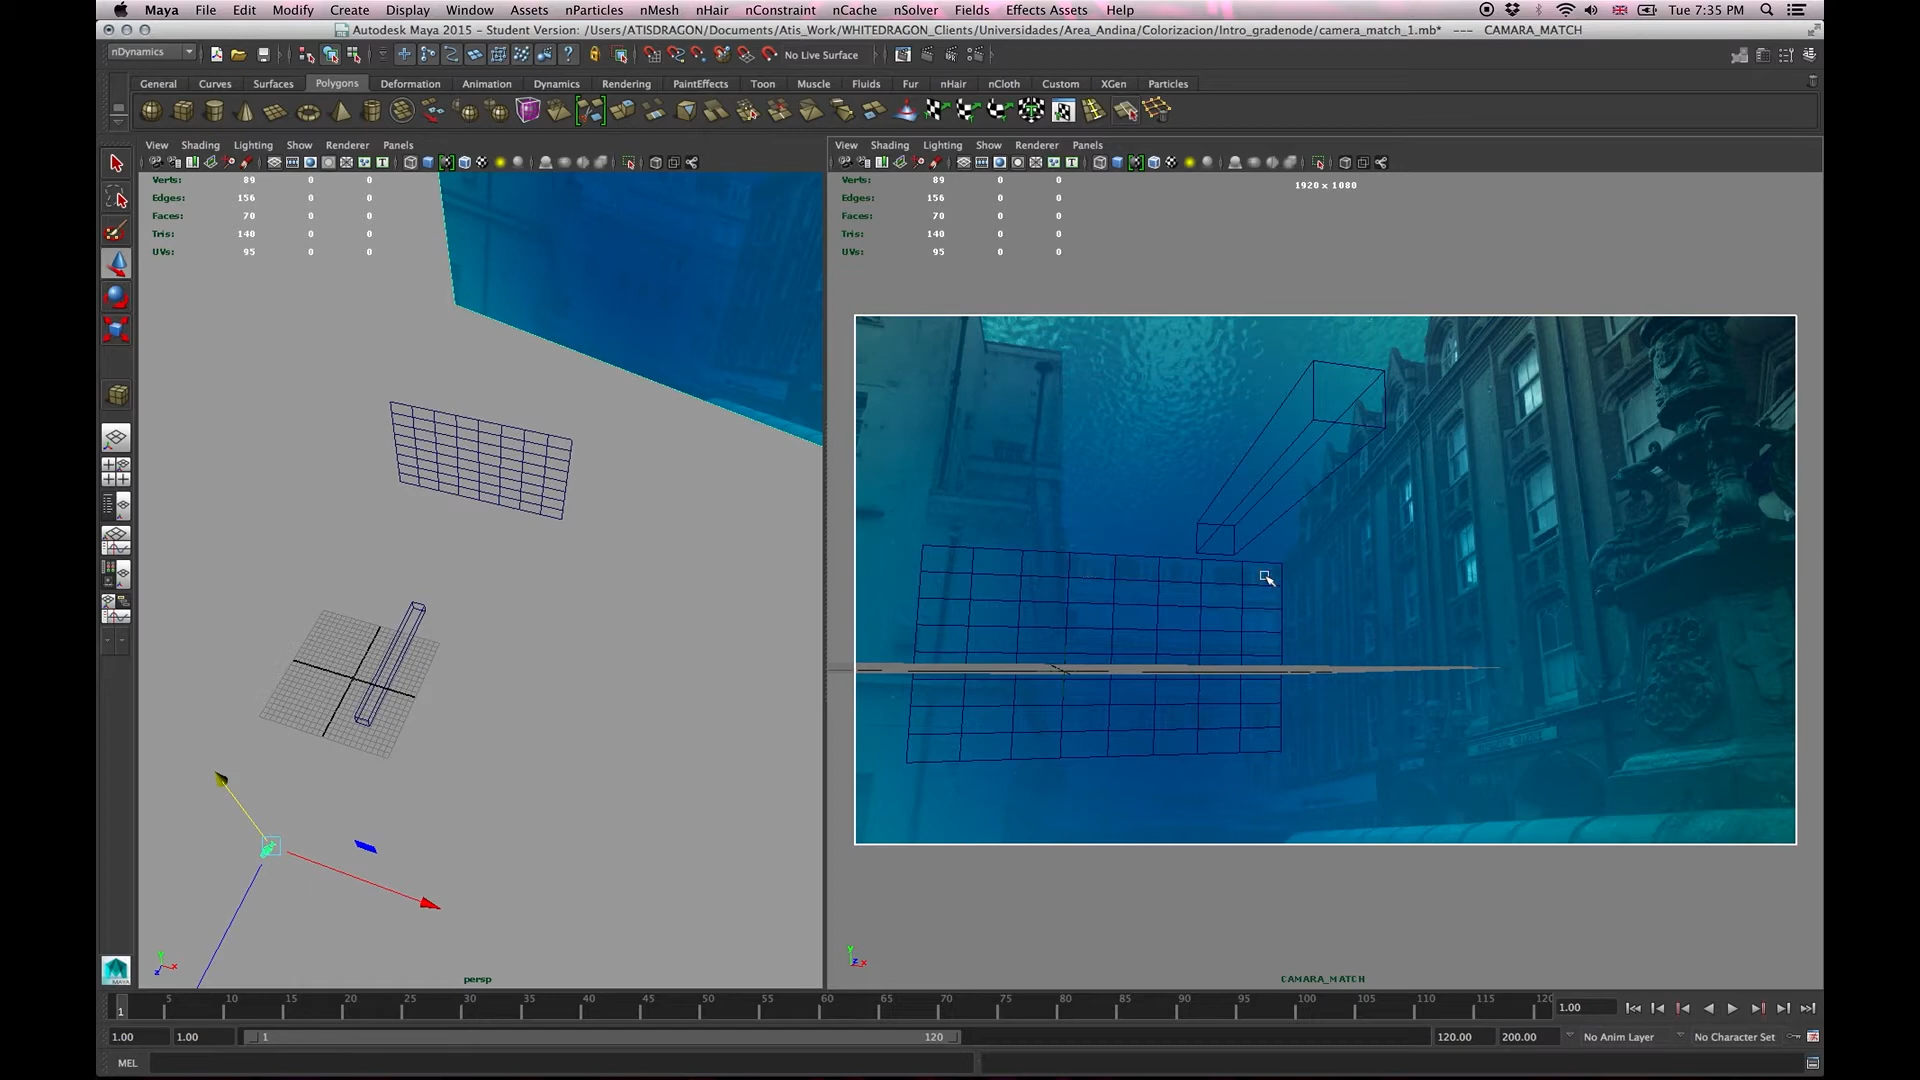 Maya File Edit Modify Create Display Window Assets nParticles nMesh nHair nConstraint nCache nSolver Fields Effects Assets Help Tue 7:35 PM
Autodesk Maya 2015 - Student Version: /Users/ATISDRAGON/Documents/Atis_Work/WHITEDRAGON_Clients/Universidades/Area_Andina/Colorizacion/Intro_gradenode/camera_match_1.mb* --- CAMARA_MATCH
nDynamics No Live Surface
General Curves Surfaces Polygons Deformation Animation Dynamics Rendering PaintEffects Toon Muscle Fluids Fur nHair nCloth Custom XGen Particles
View Shading Lighting Show Renderer Panels
Verts: 89 0 0
Edges: 156 0 0
Faces: 70 0 0
Tris: 140 0 0
UVs: 95 0 0
persp
View Shading Lighting Show Renderer Panels
Verts: 89 0 0
Edges: 156 0 0
Faces: 70 0 0
Tris: 140 0 0
UVs: 95 0 0
1920 x 1080
CAMARA_MATCH
1 5 10 15 20 25 30 35 40 45 50 55 60 65 70 75 80 85 90 95 100 105 110 115 120 1.00
1.00 1.00 1 120 120.00 200.00 No Anim Layer No Character Set
MEL